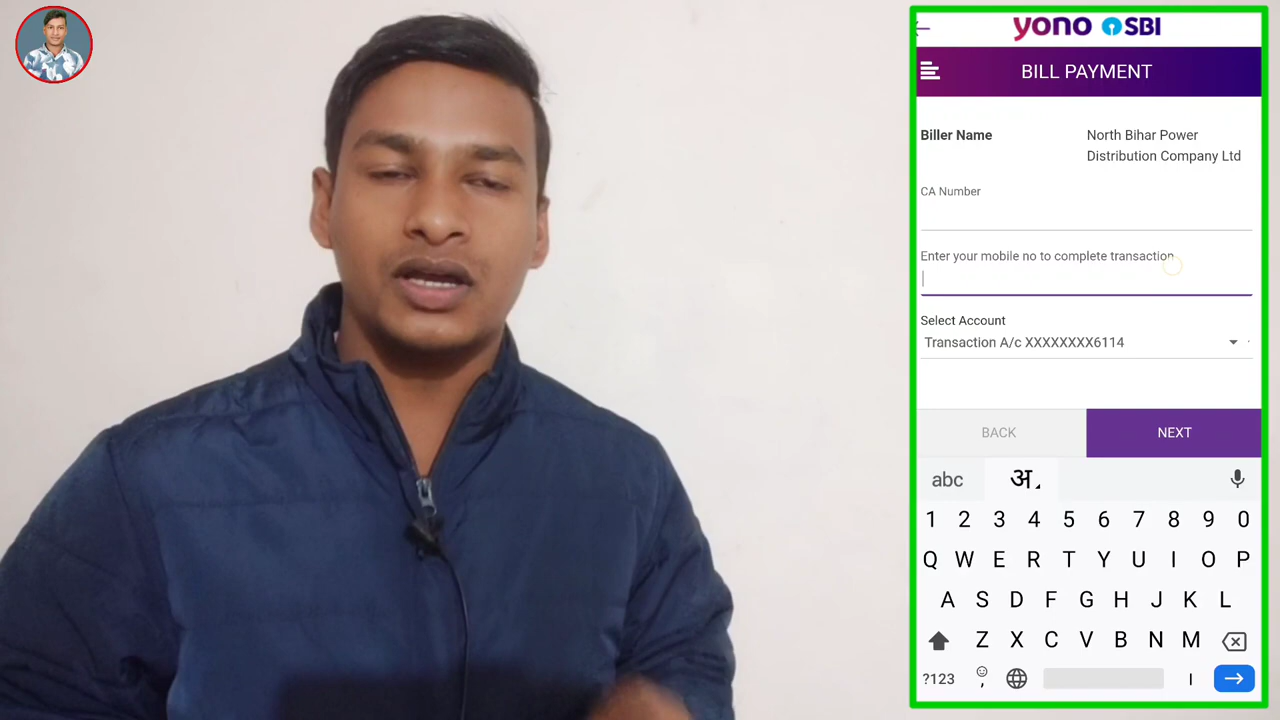 yono SBI
BILL PAYMENT
Biller Name
North Bihar Power
Distribution Company Ltd
CA Number
Enter your mobile no to complete transaction
Select Account
Transaction A/c XXXXXXXX6114
BACK
NEXT
abc
अ
1 2 3 4 5 6 7 8 9 0
Q W E R T Y U I O P
A S D F G H J K L
Z X C V B N M
?123 , ।